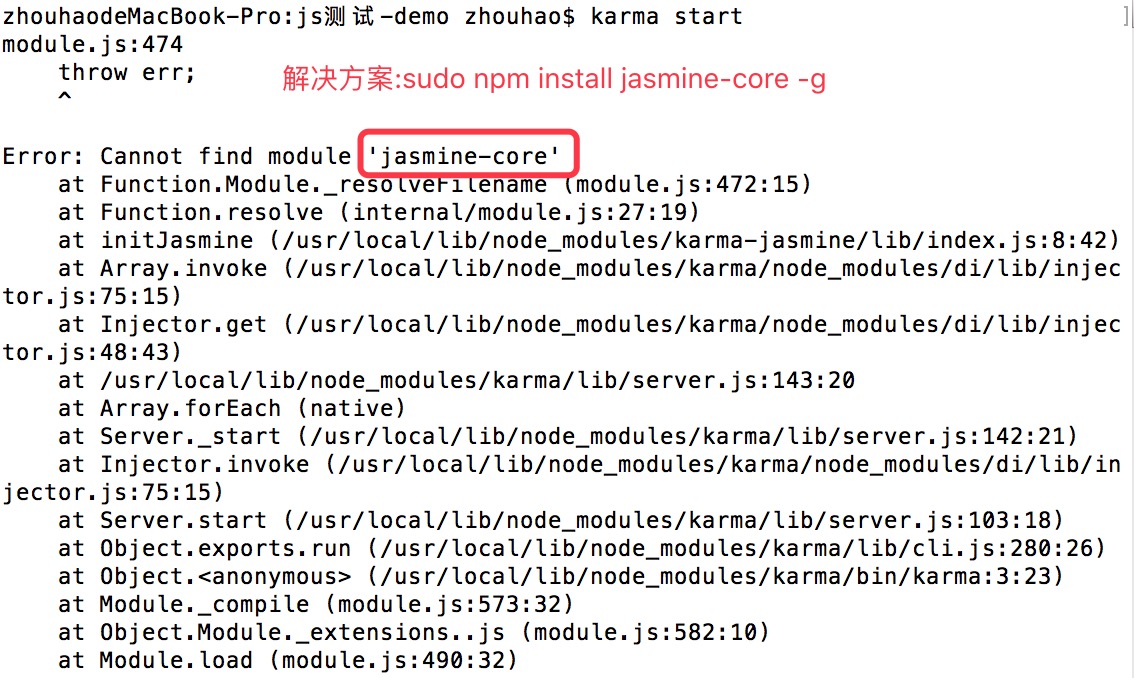 zhouhaodeMacBook-Pro:js测试-demo zhouhao$ karma start
module.js:474
    throw err;
解决方案:sudo npm install jasmine-core -g
    ^
Error: Cannot find module 'jasmine-core'
    at Function.Module._resolveFilename (module.js:472:15)
    at Function.resolve (internal/module.js:27:19)
    at initJasmine (/usr/local/lib/node_modules/karma-jasmine/lib/index.js:8:42)
    at Array.invoke (/usr/local/lib/node_modules/karma/node_modules/di/lib/injec
tor.js:75:15)
    at Injector.get (/usr/local/lib/node_modules/karma/node_modules/di/lib/injec
tor.js:48:43)
    at /usr/local/lib/node_modules/karma/lib/server.js:143:20
    at Array.forEach (native)
    at Server._start (/usr/local/lib/node_modules/karma/lib/server.js:142:21)
    at Injector.invoke (/usr/local/lib/node_modules/karma/node_modules/di/lib/in
jector.js:75:15)
    at Server.start (/usr/local/lib/node_modules/karma/lib/server.js:103:18)
    at Object.exports.run (/usr/local/lib/node_modules/karma/lib/cli.js:280:26)
    at Object.<anonymous> (/usr/local/lib/node_modules/karma/bin/karma:3:23)
    at Module._compile (module.js:573:32)
    at Object.Module._extensions..js (module.js:582:10)
    at Module.load (module.js:490:32)